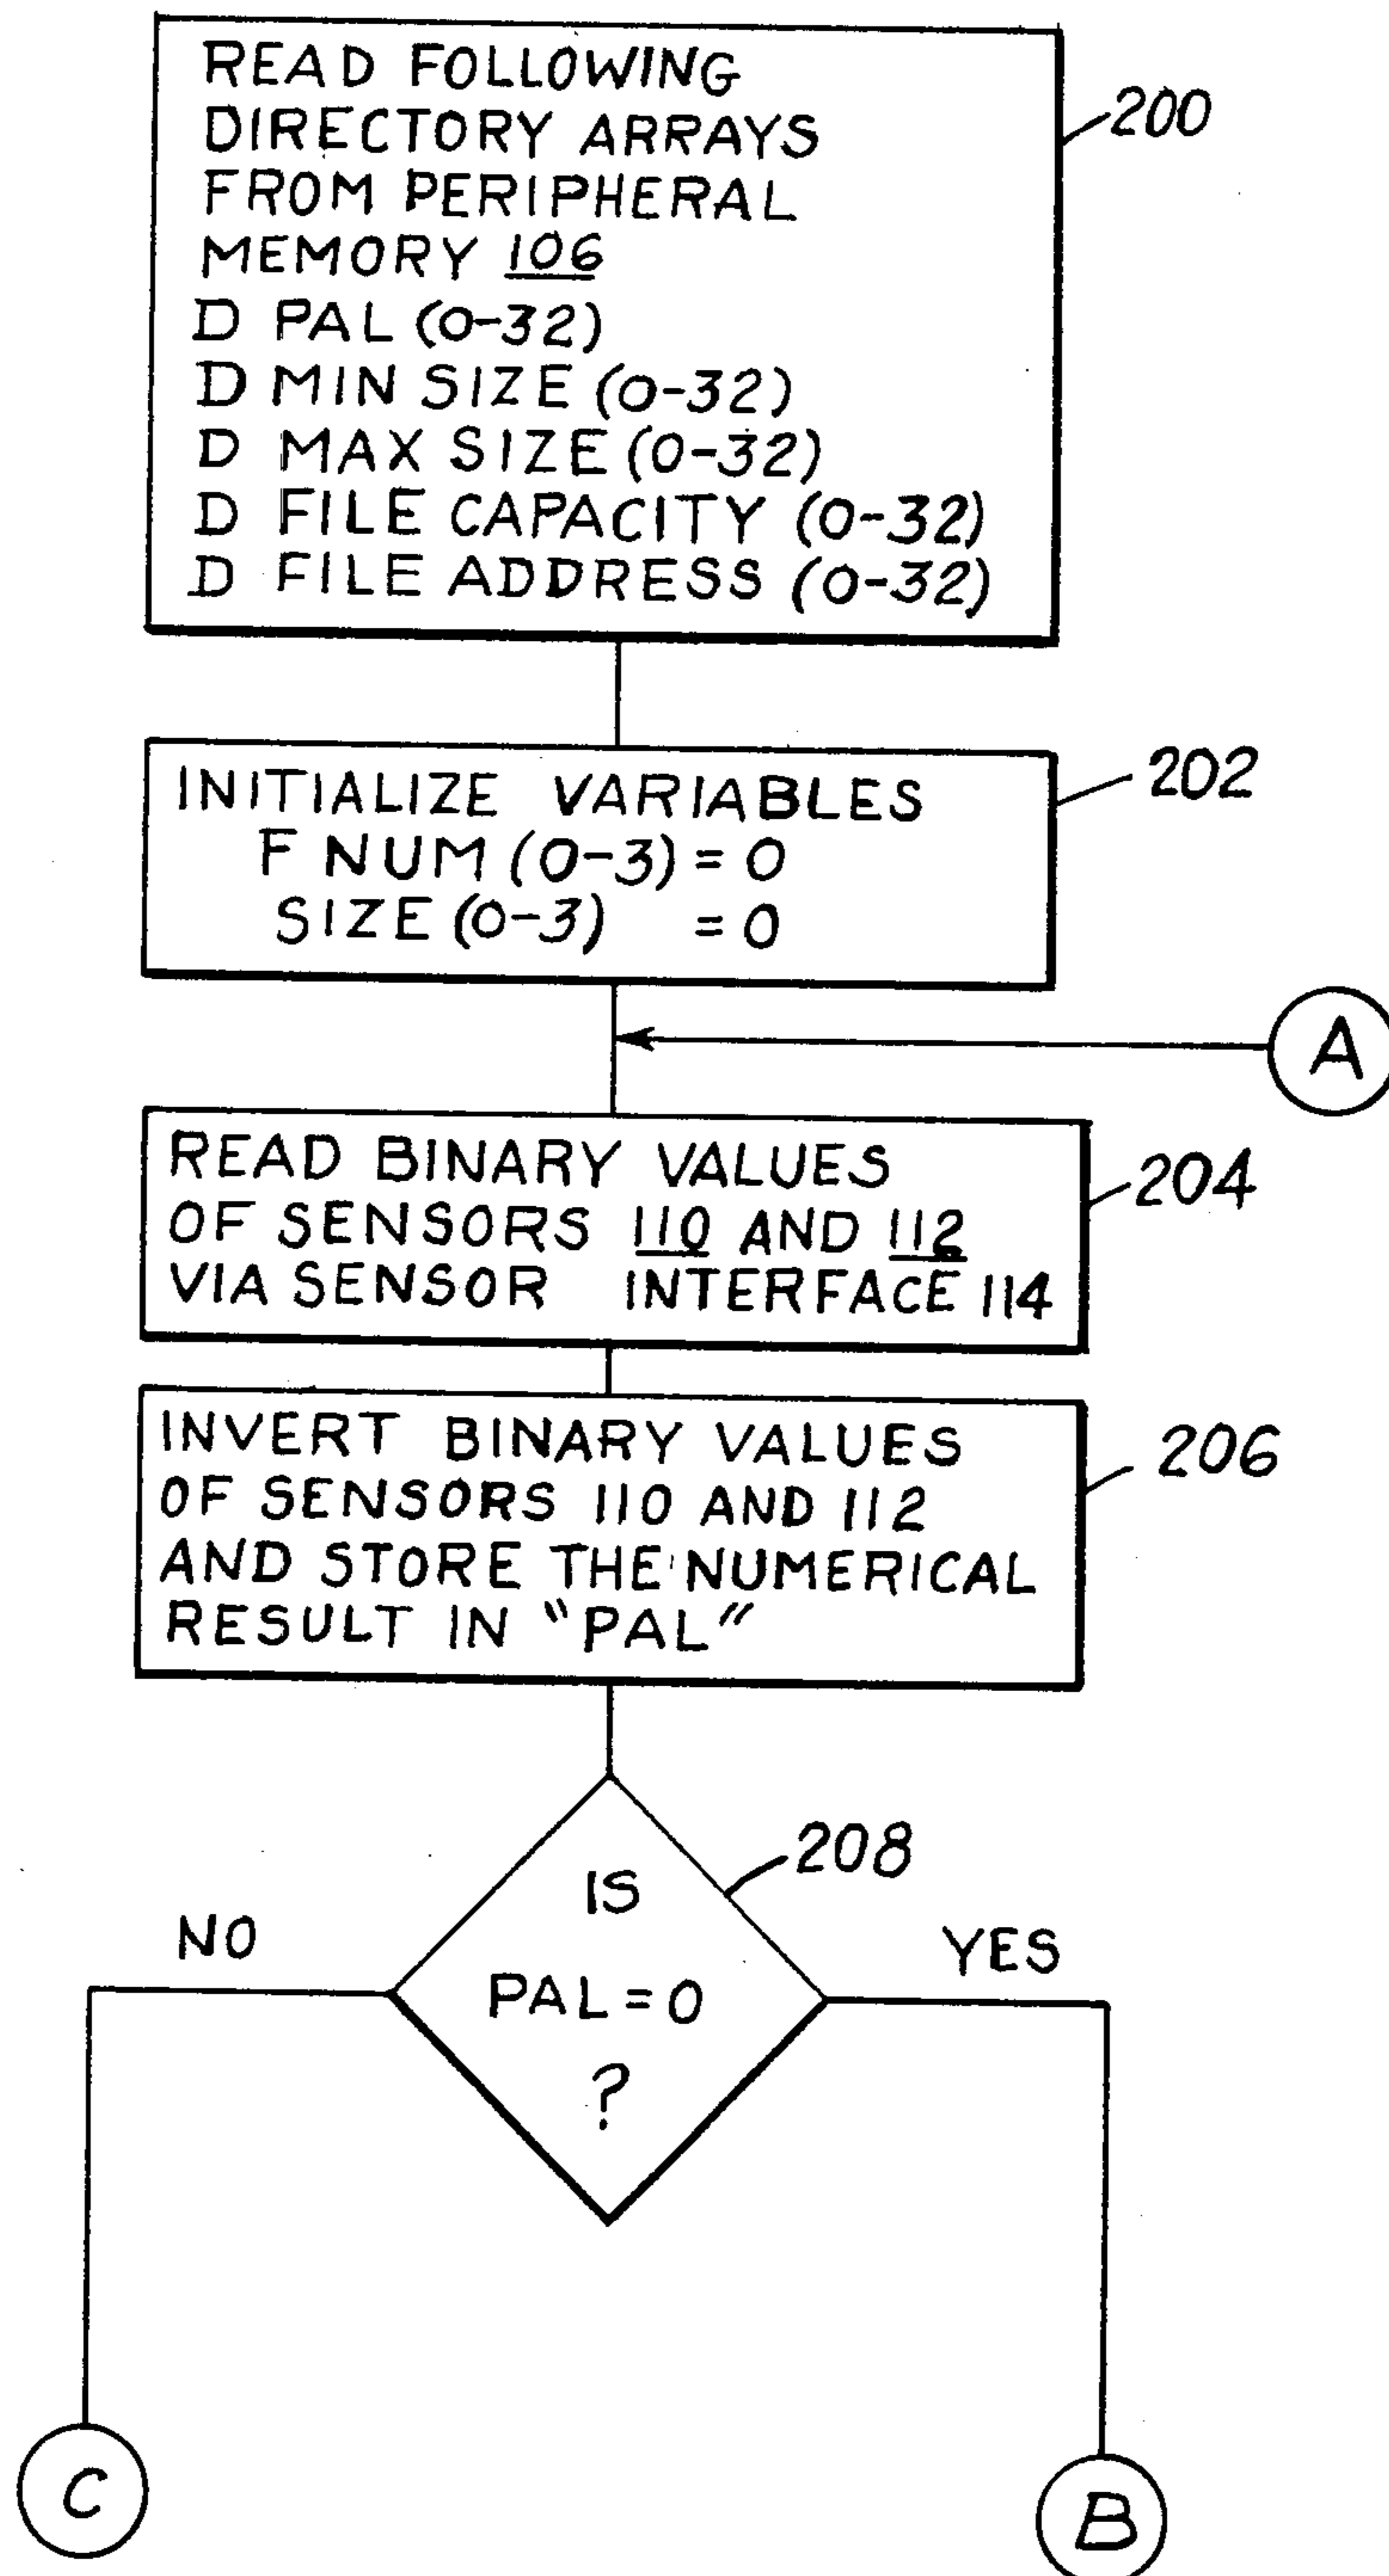 READ FOLLOWING
DIRECTORY ARRAYS
FROM PERIPHERAL
MEMORY 106
D PAL (0-32)
D MIN SIZE (0-32)
D MAX SIZE (0-32)
D FILE CAPACITY (0-32)
D FILE ADDRESS (0-32)
200
INITIALIZE VARIABLES
F NUM (0-3) = 0
SIZE (0-3) = 0
202
A
READ BINARY VALUES
OF SENSORS 110 AND 112
VIA SENSOR INTERFACE 114
204
INVERT BINARY VALUES
OF SENSORS 110 AND 112
AND STORE THE NUMERICAL
RESULT IN "PAL"
206
IS
PAL = 0
?
208
NO
YES
C
B